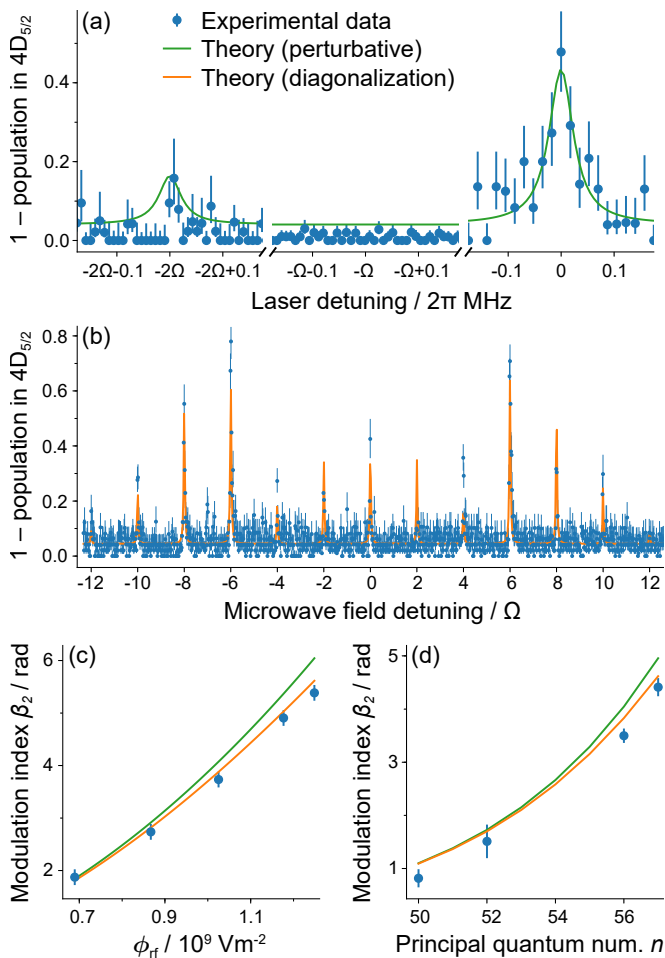 (a)
Experimental data
Theory (perturbative)
Theory (diagonalization)
1 − population in 4D5/2
0.4
0.2
0.0
-2Ω-0.1 -2Ω -2Ω+0.1 -Ω-0.1 -Ω -Ω+0.1 -0.1 0 0.1
Laser detuning / 2π MHz
(b)
1 − population in 4D5/2
0.8
0.6
0.4
0.2
0.0
-12 -10 -8 -6 -4 -2 0 2 4 6 8 10 12
Microwave field detuning / Ω
(c)
Modulation index β2 / rad
6
4
2
0.7 0.9 1.1
ϕrf / 10⁹ Vm⁻²
(d)
Modulation index β2 / rad
5
3
1
50 52 54 56
Principal quantum num. n